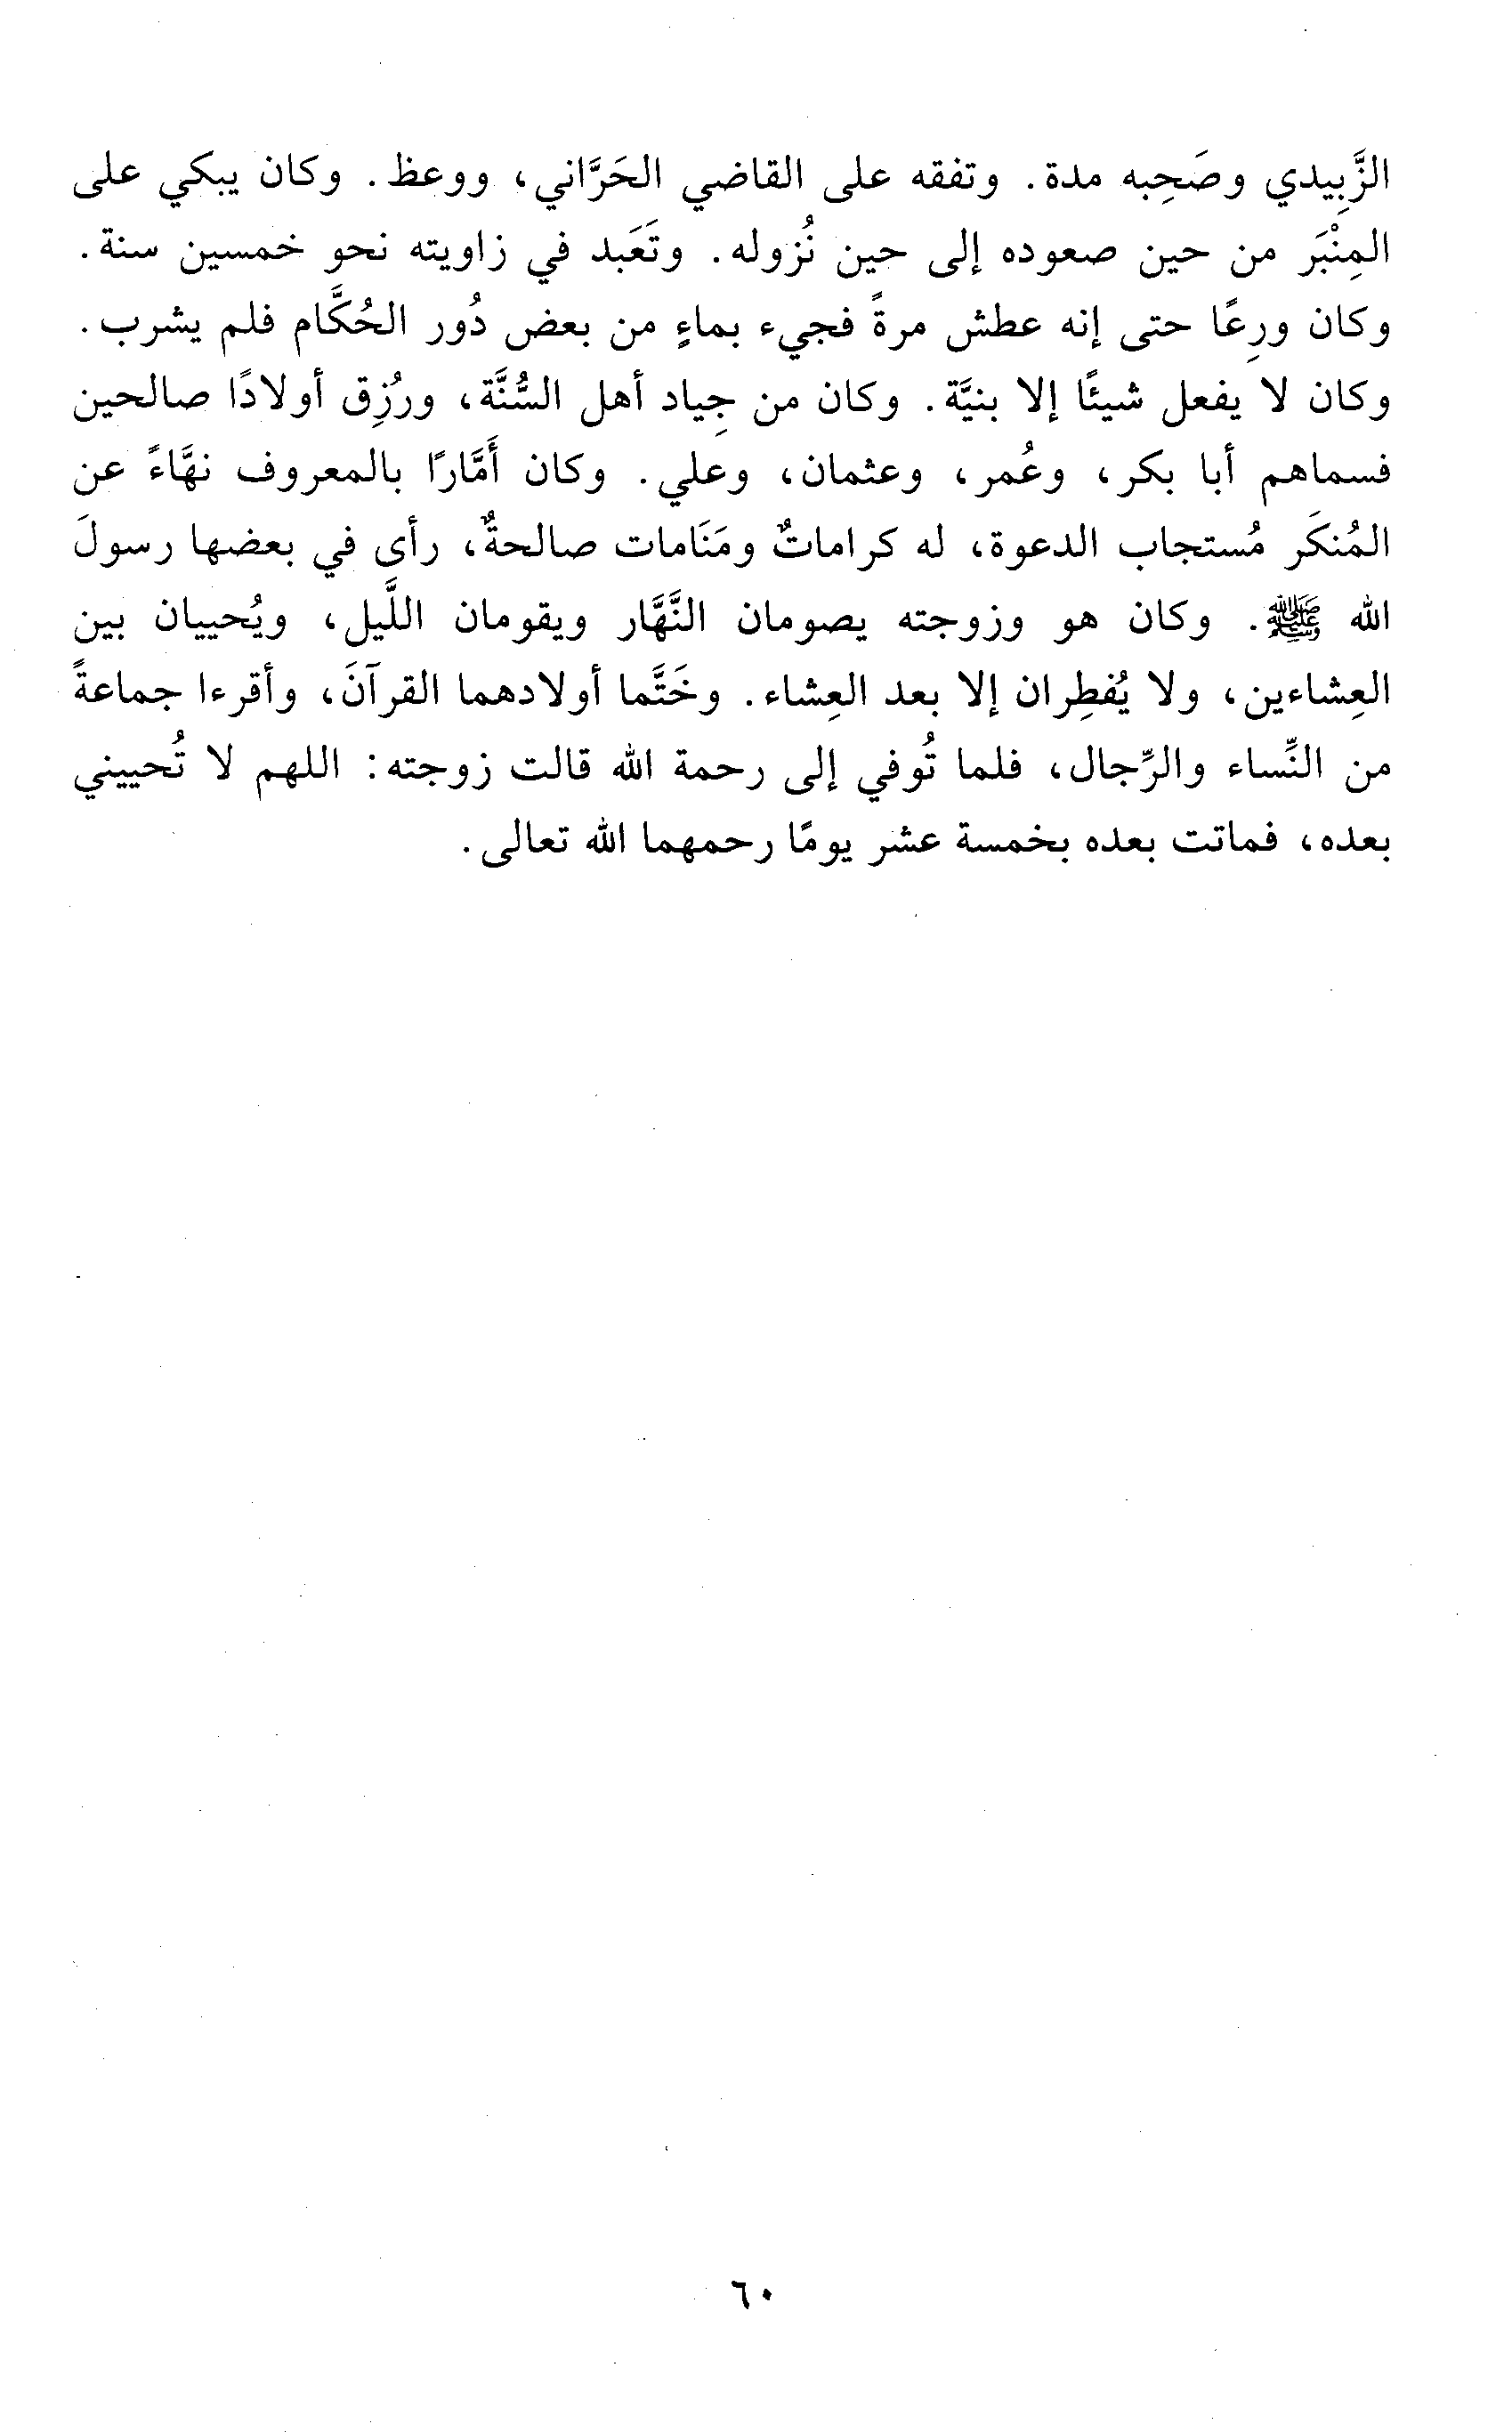 الزَّبِيدي وصَحِبه مدة. وتفقه على القاضي الحَرَّاني، ووعظ. وكان يبكي على
المِنْبَر من حين صعوده إلى حين نُزوله. وتَعَبد في زاويته نحو خمسين سنة.
وكان ورِعًا حتى إنه عطش مرةً فجيء بماءٍ من بعض دُور الحُكَّام فلم يشرب.
وكان لا يفعل شيئًا إلا بنيَّة. وكان من جِياد أهل السُّنَّة، ورُزِق أولادًا صالحين
فسماهم أبا بكر، وعُمر، وعثمان، وعلي. وكان أَمَّارًا بالمعروف نهَّاءً عن
المُنكَر مُستجاب الدعوة، له كراماتٌ ومَنَامات صالحةٌ، رأى في بعضها رسولَ
الله ﷺ. وكان هو وزوجته يصومان النَّهَّار ويقومان اللَّيل، ويُحييان بين
العِشاءين، ولا يُفطِران إلا بعد العِشاء. وخَتَّما أولادهما القرآنَ، وأقرءا جماعةً
من النِّساء والرِّجال، فلما تُوفي إلى رحمة الله قالت زوجته: اللهم لا تُحييني
بعده، فماتت بعده بخمسة عشر يومًا رحمهما الله تعالى.
٦٠